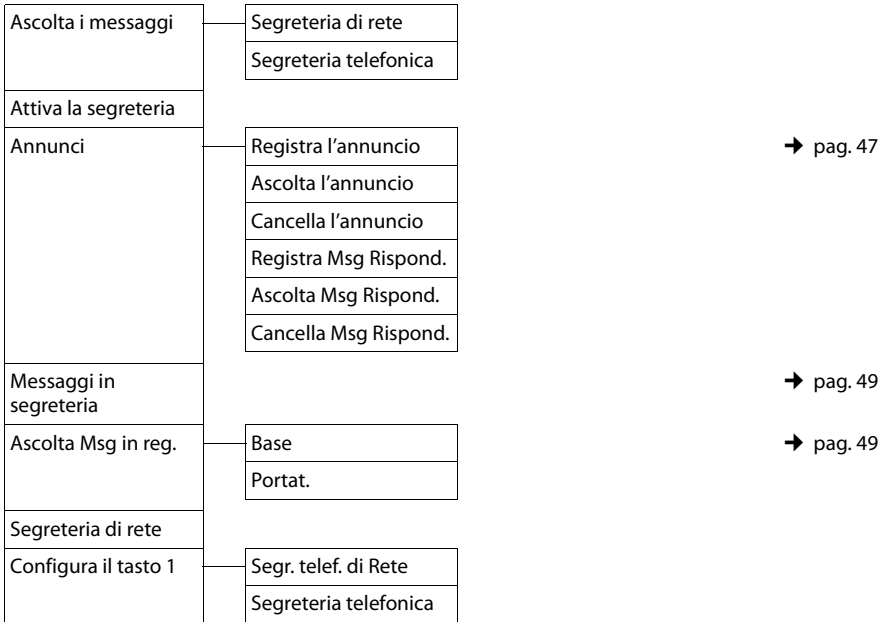 Ascolta i messaggi Segreteria di rete
Segreteria telefonica
Attiva la segreteria
Annunci Registra l’annuncio ➔ pag. 47
Ascolta l’annuncio
Cancella l’annuncio
Registra Msg Rispond.
Ascolta Msg Rispond.
Cancella Msg Rispond.
Messaggi in ➔ pag. 49
segreteria
Ascolta Msg in reg. Base ➔ pag. 49
Portat.
Segreteria di rete
Configura il tasto 1 Segr. telef. di Rete
Segreteria telefonica